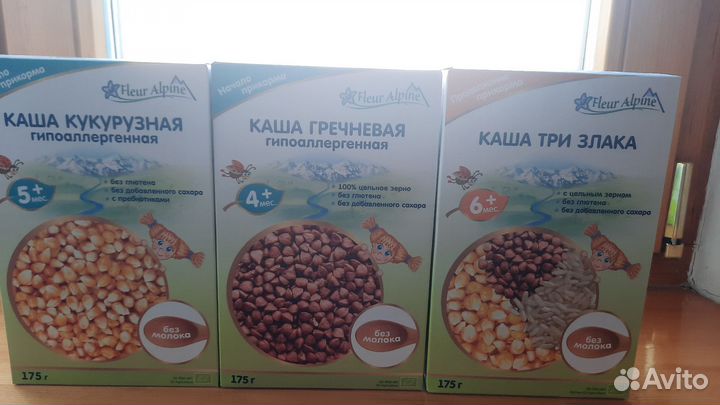 прикорма
Fleur Alpine
КАША КУКУРУЗНАЯ
гипоаллергенная
5+
мес.
• без глютена
• без добавленного сахара
• с пребиотиками
без
молока
175 г
Начало
прикорма
Fleur Alpine
КАША ГРЕЧНЕВАЯ
гипоаллергенная
4+
мес.
• 100% цельное зерно
• без глютена
• без добавленного сахара
без
молока
175 г
прикорма
Fleur Alpine
КАША ТРИ ЗЛАКА
6+
мес.
• с цельным зерном
• без глютена
• без добавленного сахара
без
молока
175 г
Avito